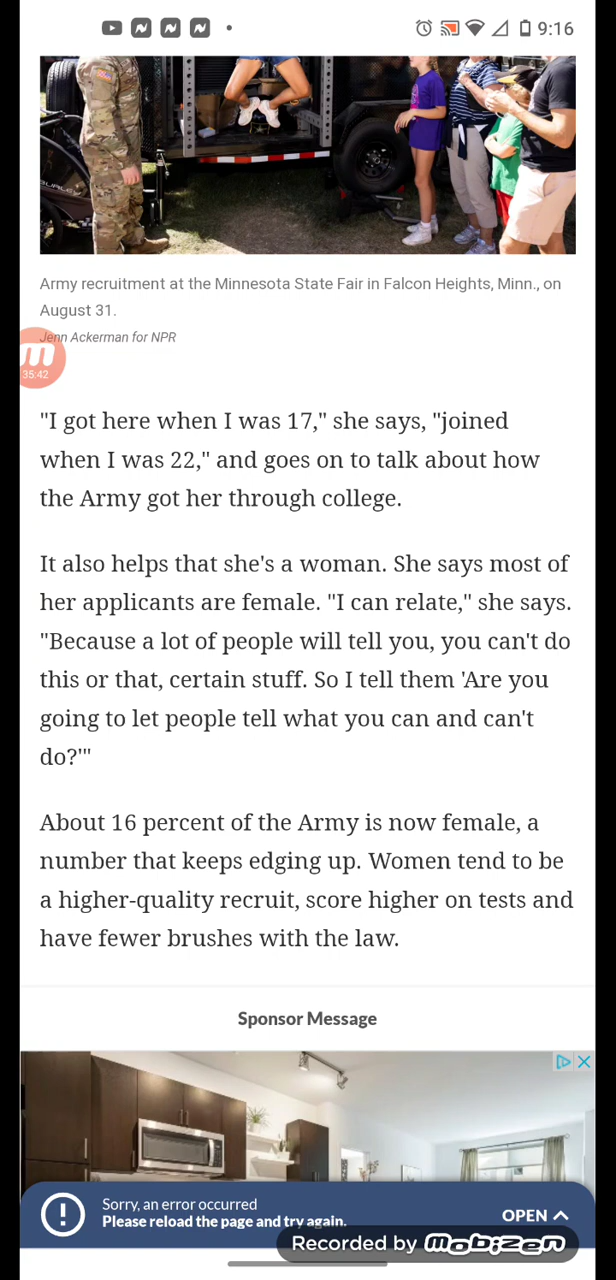 9:16
BURLEY
Army recruitment at the Minnesota State Fair in Falcon Heights, Minn., on
August 31.
Jenn Ackerman for NPR
35:42
"I got here when I was 17," she says, "joined
when I was 22," and goes on to talk about how
the Army got her through college.
It also helps that she's a woman. She says most of
her applicants are female. "I can relate," she says.
"Because a lot of people will tell you, you can't do
this or that, certain stuff. So I tell them 'Are you
going to let people tell what you can and can't
do?'"
About 16 percent of the Army is now female, a
number that keeps edging up. Women tend to be
a higher-quality recruit, score higher on tests and
have fewer brushes with the law.
Sponsor Message
Sorry, an error occurred
Please reload the page and try again.
OPEN
Recorded by mobizen